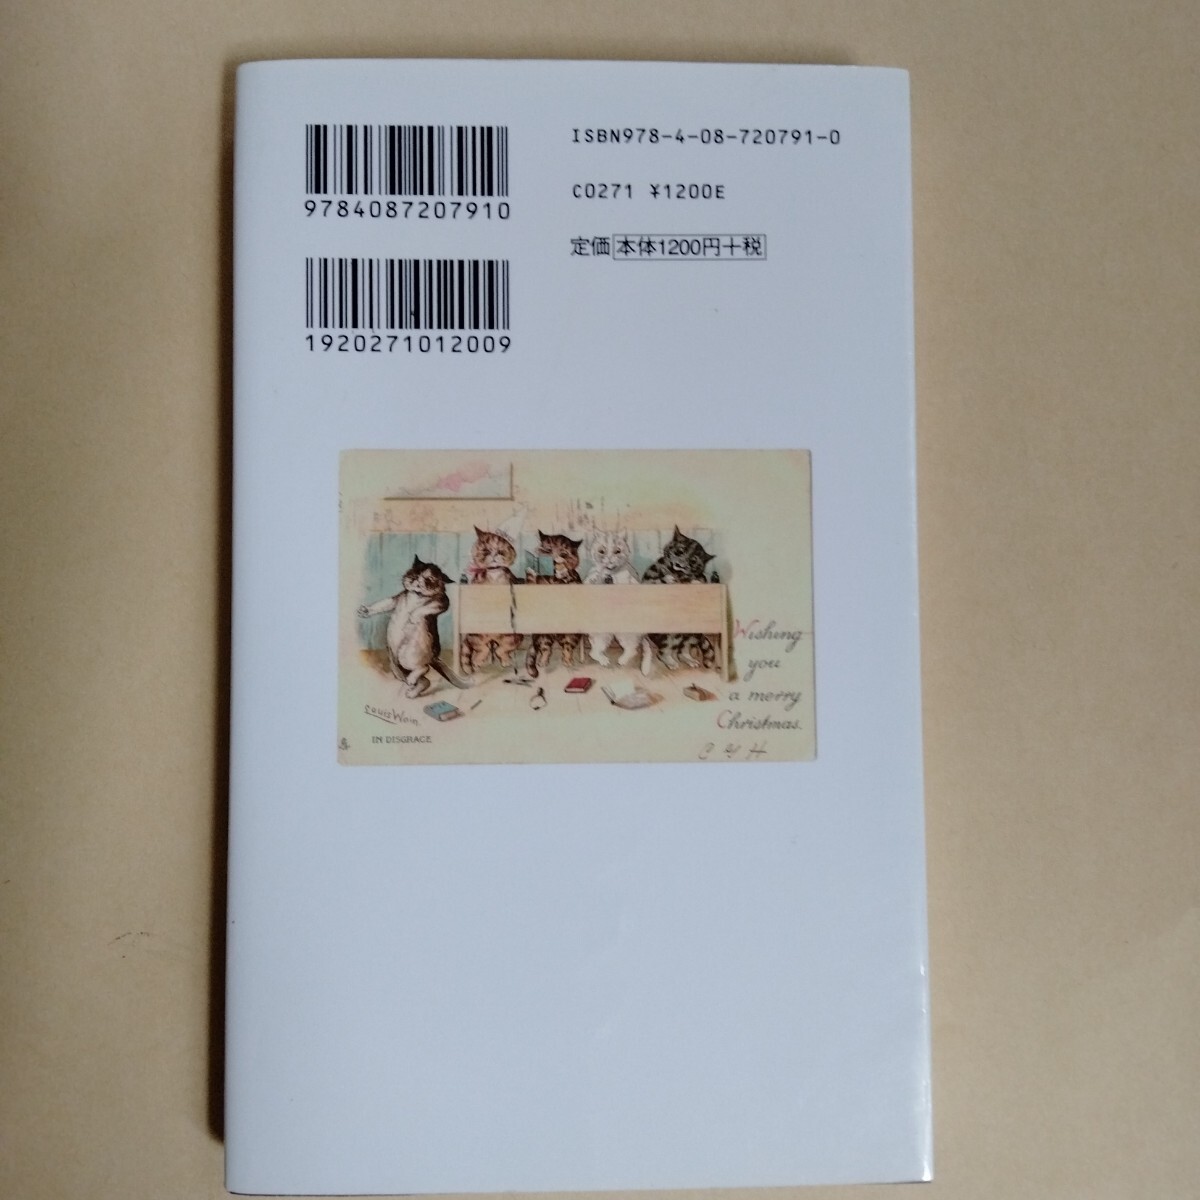 ISBN978-4-08-720791-0
C0271 ¥1200E
定価 本体1200円+税
9784087207910
1920271012009
Wishing
you
a merry
Christmas.
Louis Wain.
IN DISGRACE